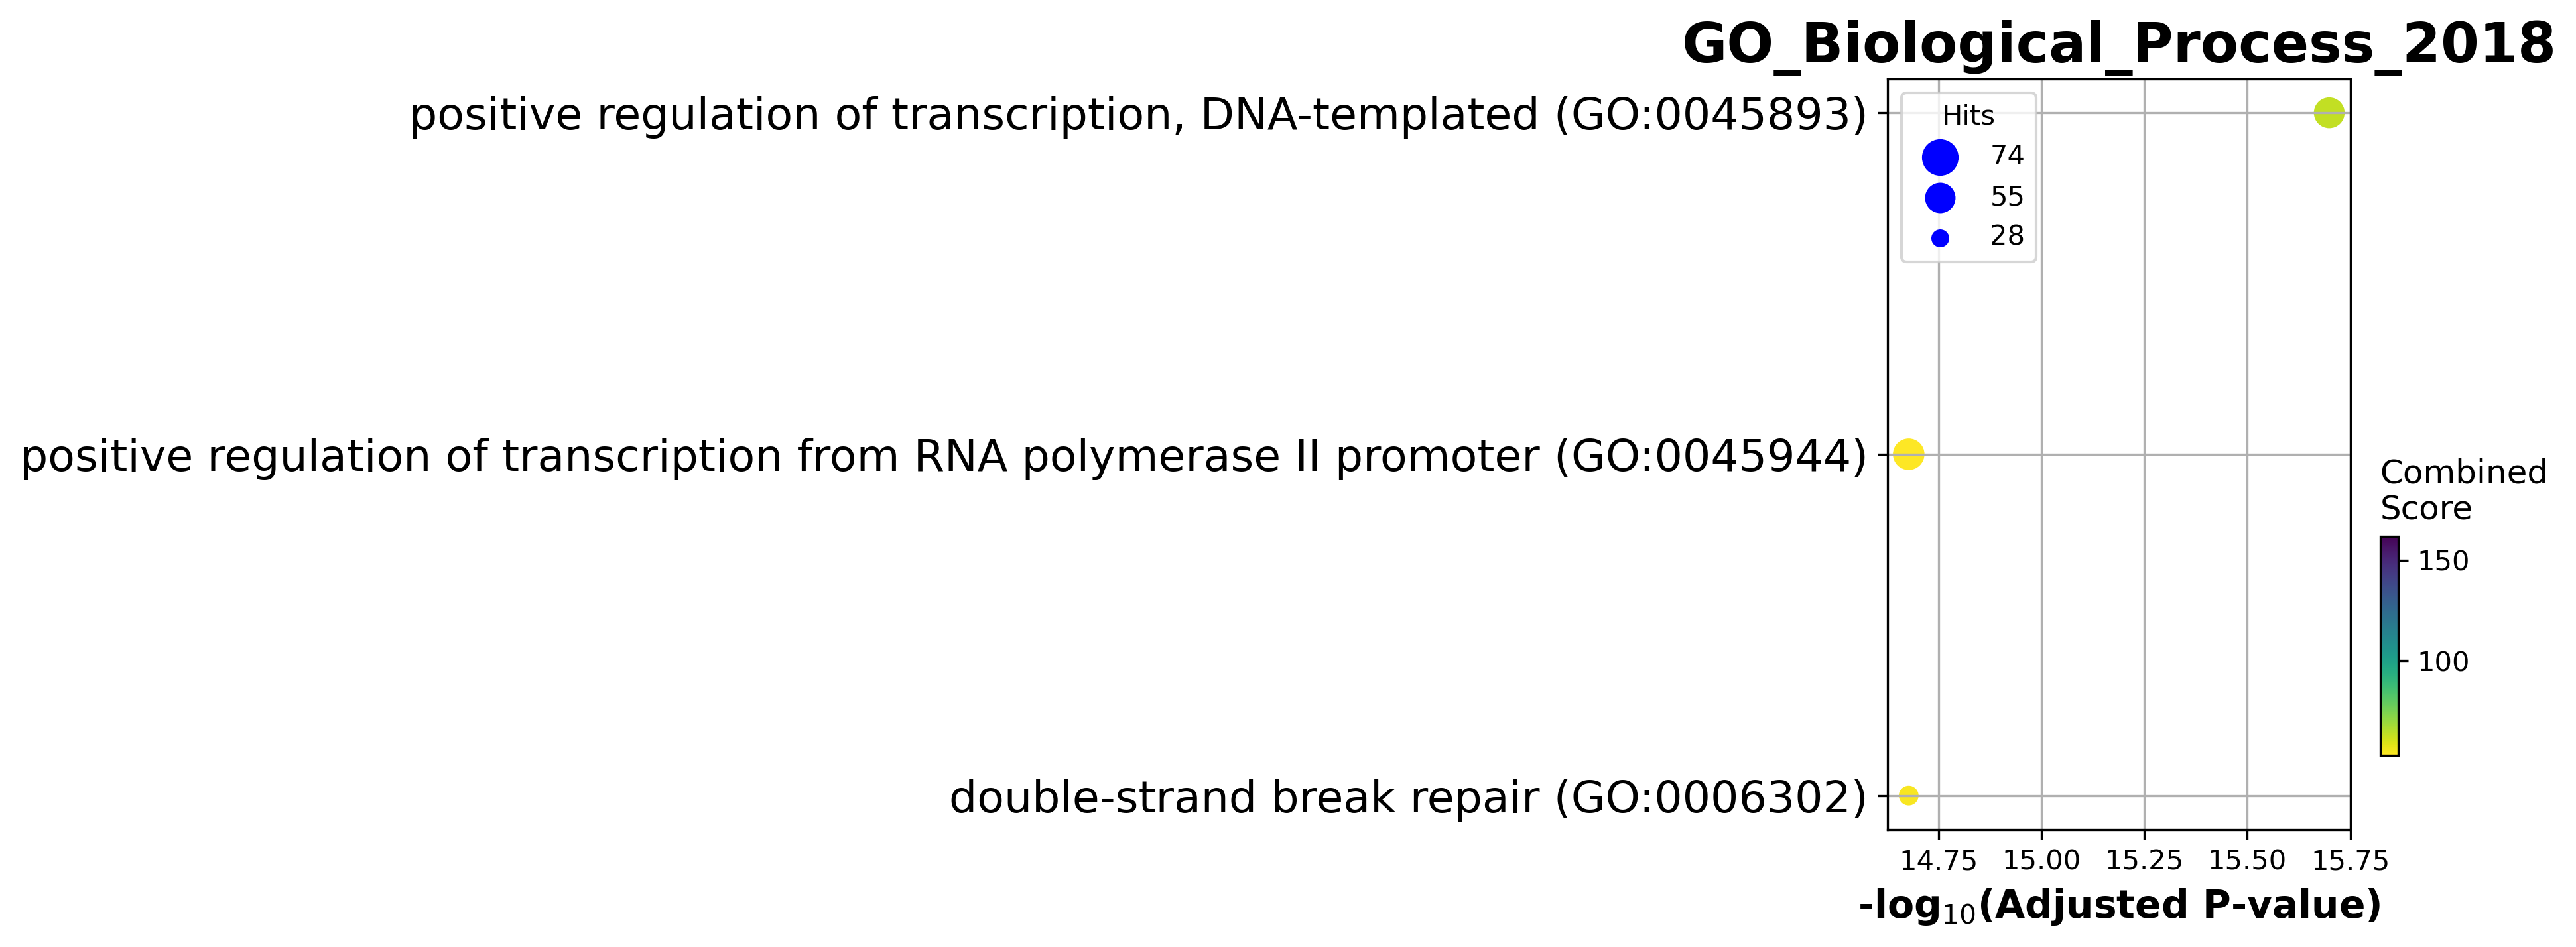 GO_Biological_Process_2018
positive regulation of transcription, DNA-templated (GO:0045893)
Hits
74
55
28
positive regulation of transcription from RNA polymerase II promoter (GO:0045944)
Combined
Score
150
100
double-strand break repair (GO:0006302)
14.75 15.00 15.25 15.50 15.75
-log10(Adjusted P-value)